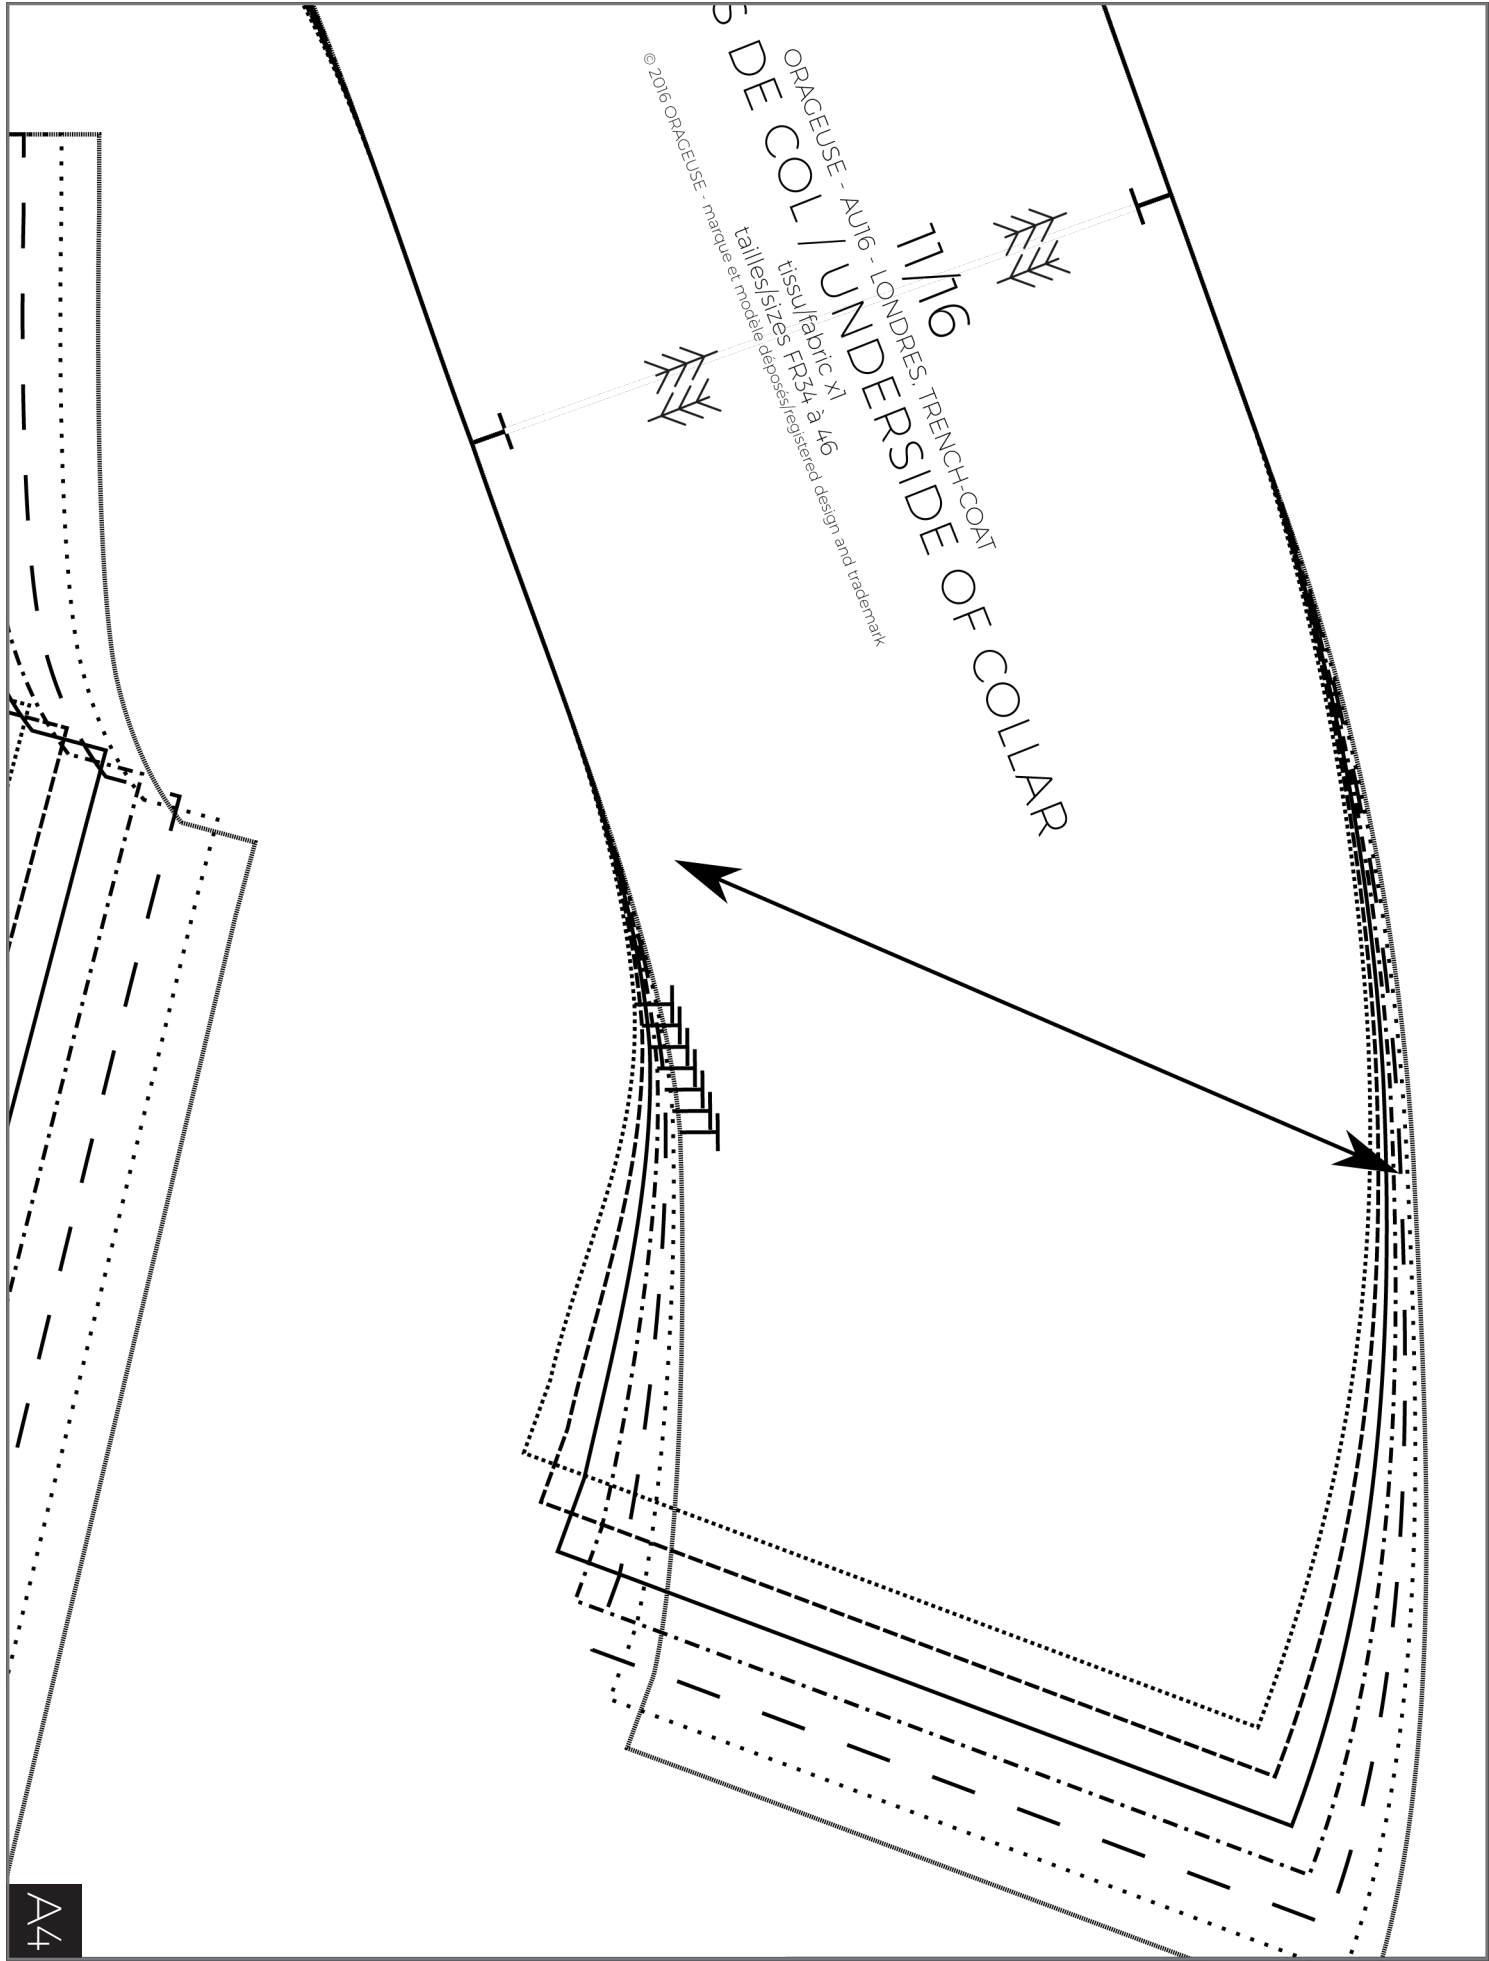 11/16
ORAGEUSE - AU16 - LONDRES, TRENCH-COAT
DE COL / UNDERSIDE OF COLLAR
tissu/fabric x1
tailles/sizes FR34 à 46
© 2016 ORAGEUSE - marque et modèle déposés/registered design and trademark
A4